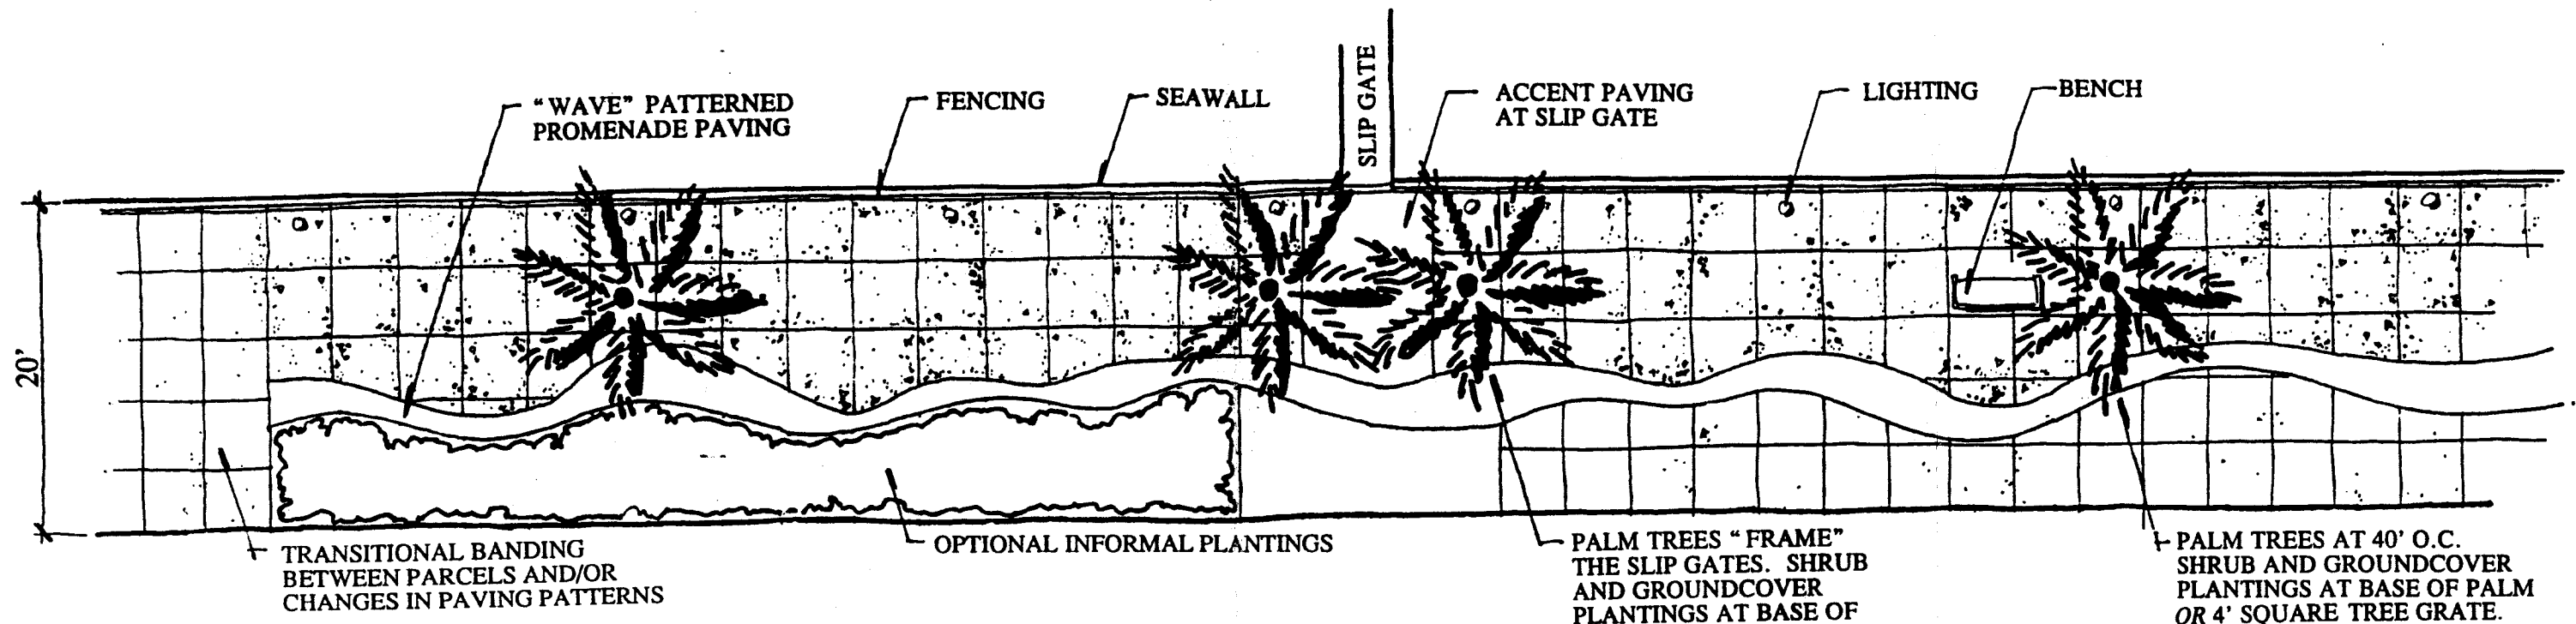 "WAVE" PATTERNED
PROMENADE PAVING
FENCING
SEAWALL
SLIP GATE
ACCENT PAVING
AT SLIP GATE
LIGHTING
BENCH
20'
TRANSITIONAL BANDING
BETWEEN PARCELS AND/OR
CHANGES IN PAVING PATTERNS
OPTIONAL INFORMAL PLANTINGS
PALM TREES "FRAME"
THE SLIP GATES. SHRUB
AND GROUNDCOVER
PLANTINGS AT BASE OF
PALM TREES AT 40' O.C.
SHRUB AND GROUNDCOVER
PLANTINGS AT BASE OF PALM
OR 4' SQUARE TREE GRATE.